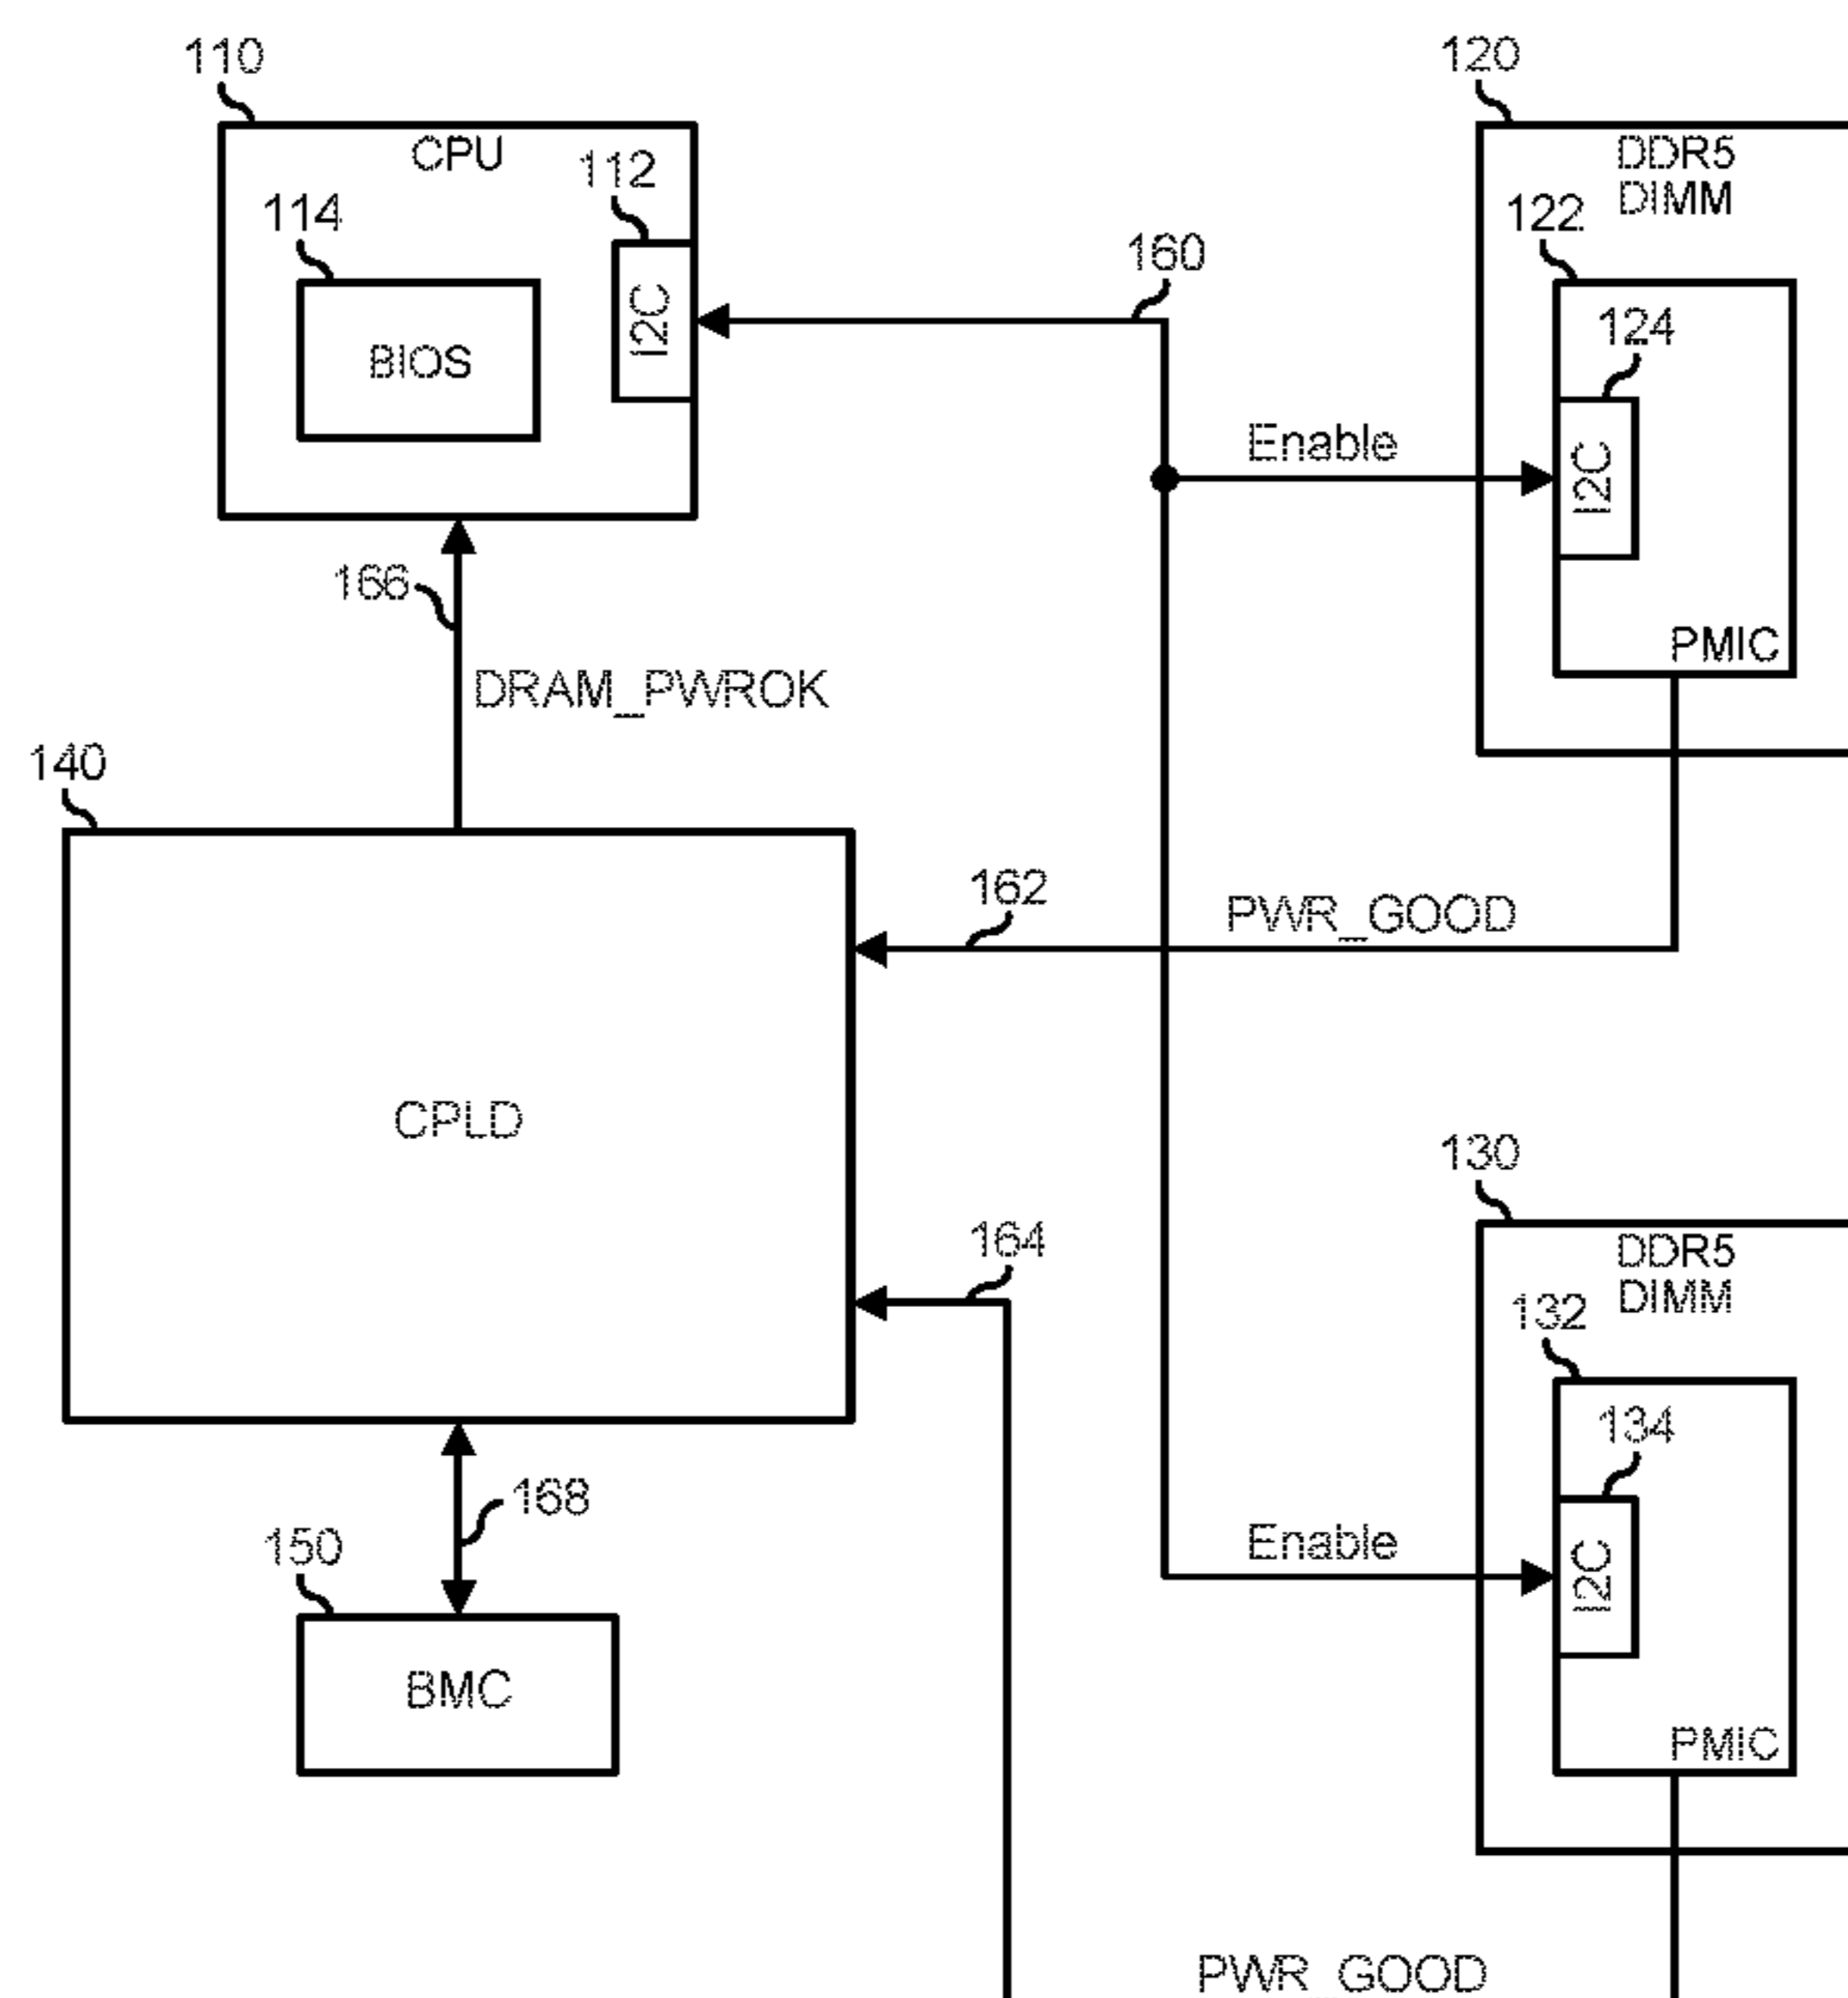 110
120
CPU
DDR5
DIMM
112
114
122
160
124
I2C
BIOS
Enable
I2C
166
PMIC
DRAM_PWROK
140
162
PWR_GOOD
CPLD
130
164
DDR5
DIMM
132
134
168
150
Enable
I2C
BMC
PMIC
PWR_GOOD